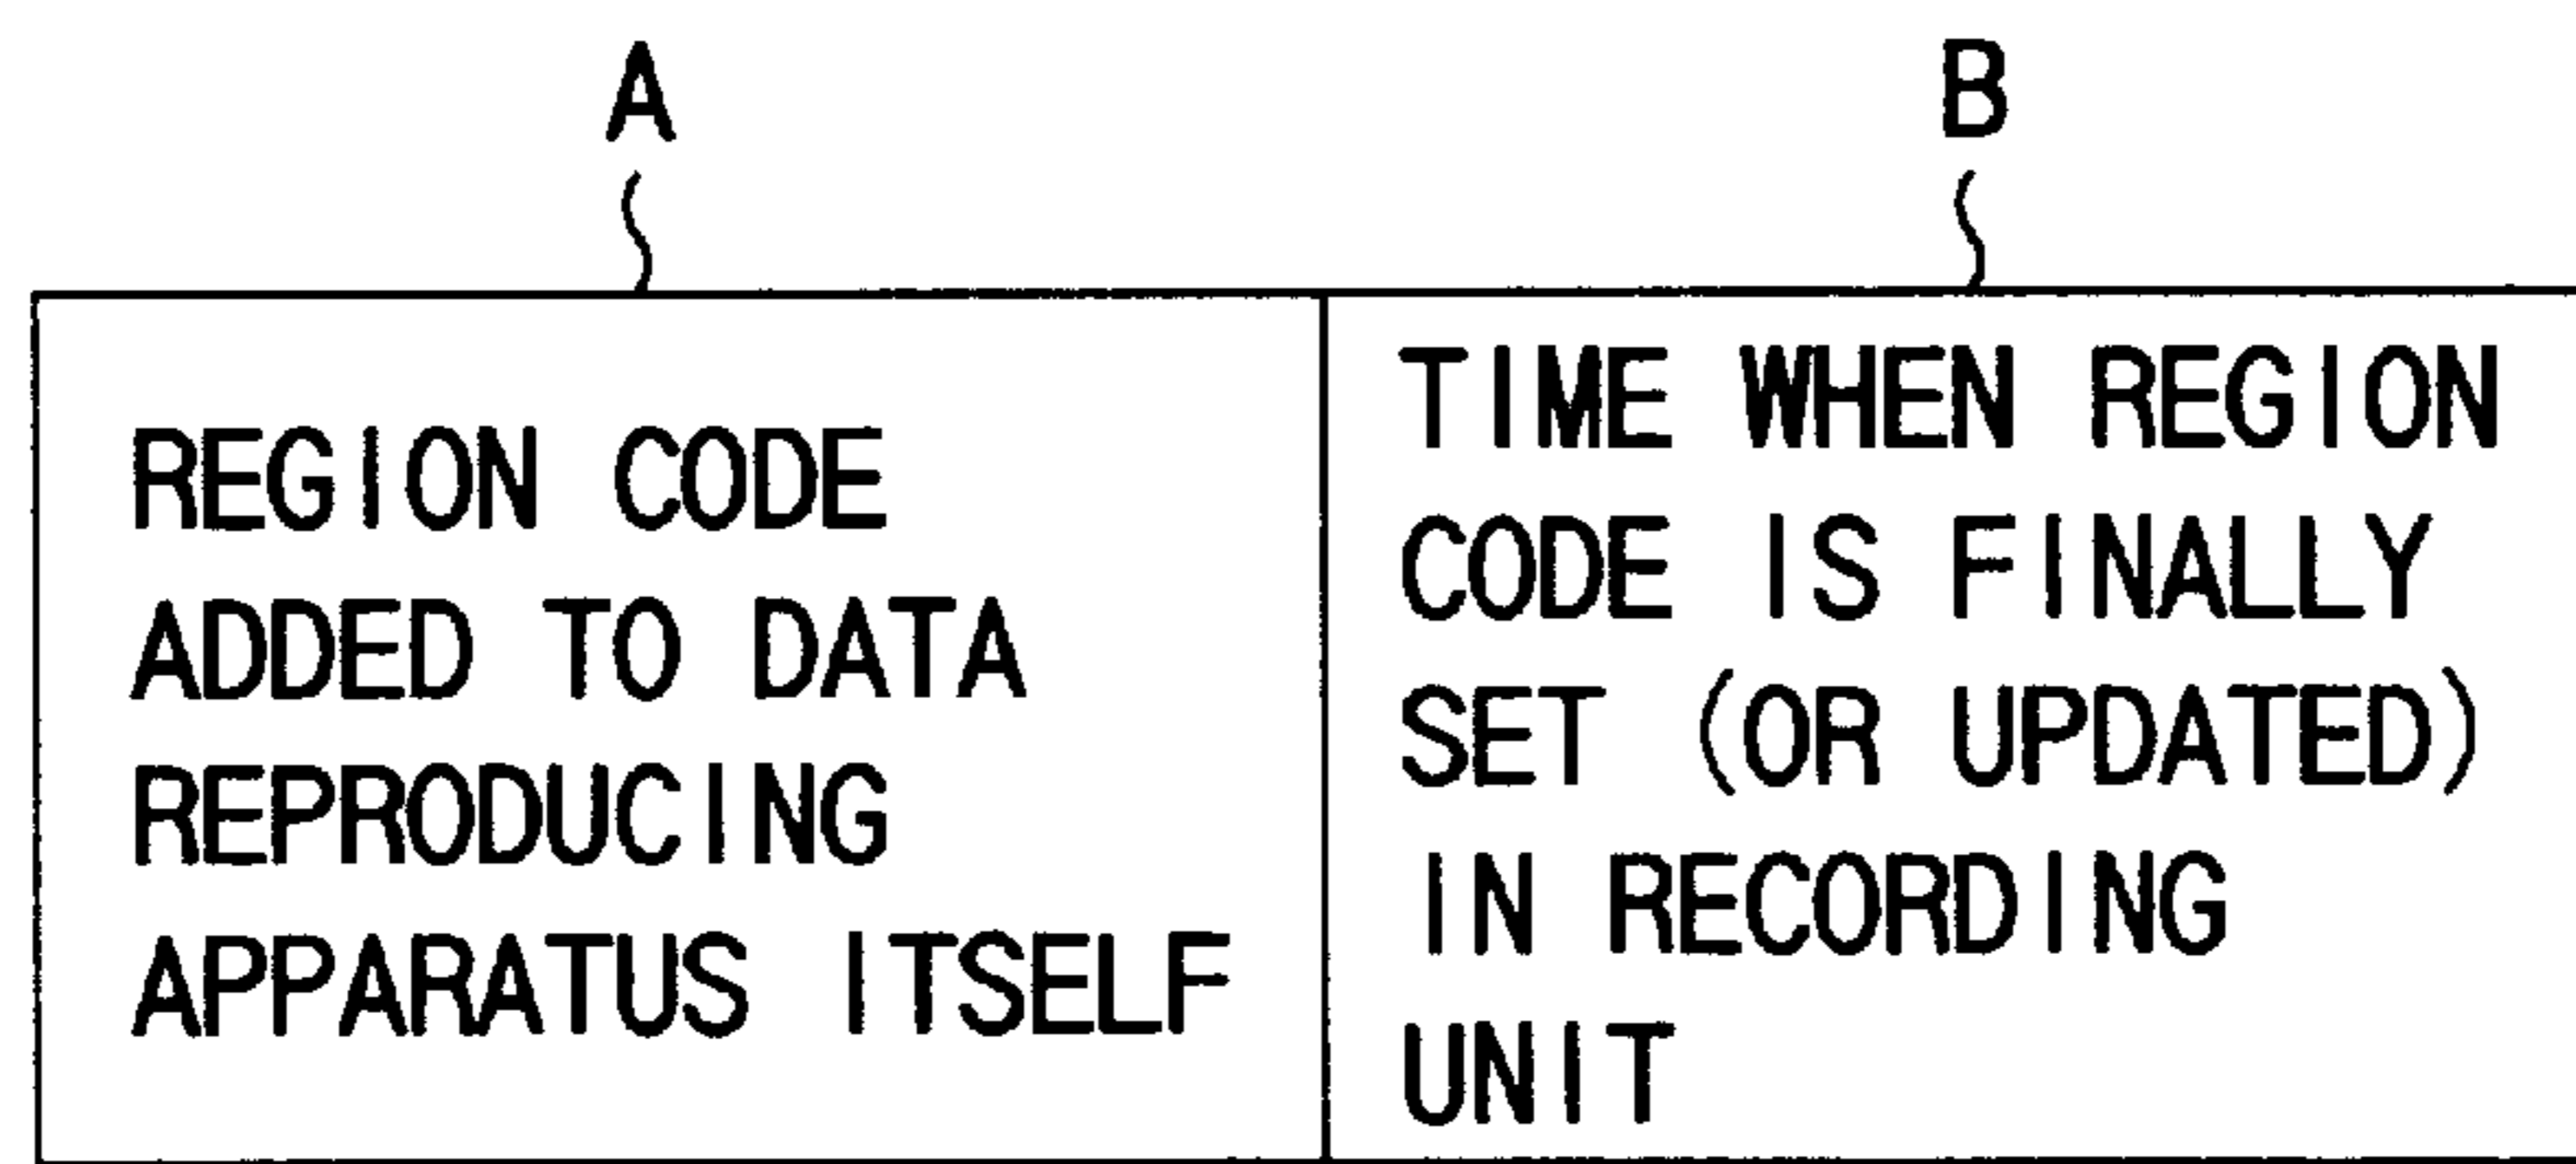 A
B
REGION CODE
ADDED TO DATA
REPRODUCING
APPARATUS ITSELF
TIME WHEN REGION
CODE IS FINALLY
SET (OR UPDATED)
IN RECORDING
UNIT